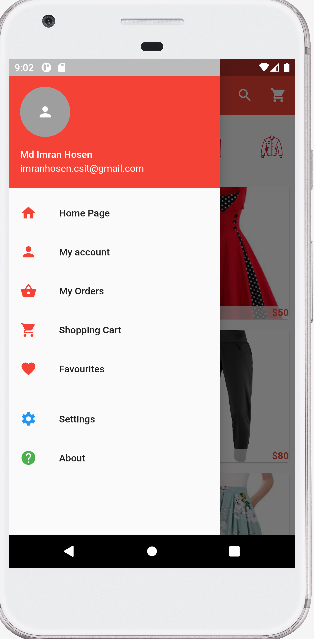 9:02
Md Imran Hosen
imranhosen.csit@gmail.com
Home Page
My account
My Orders
Shopping Cart
Favourites
Settings
About
$50
$80